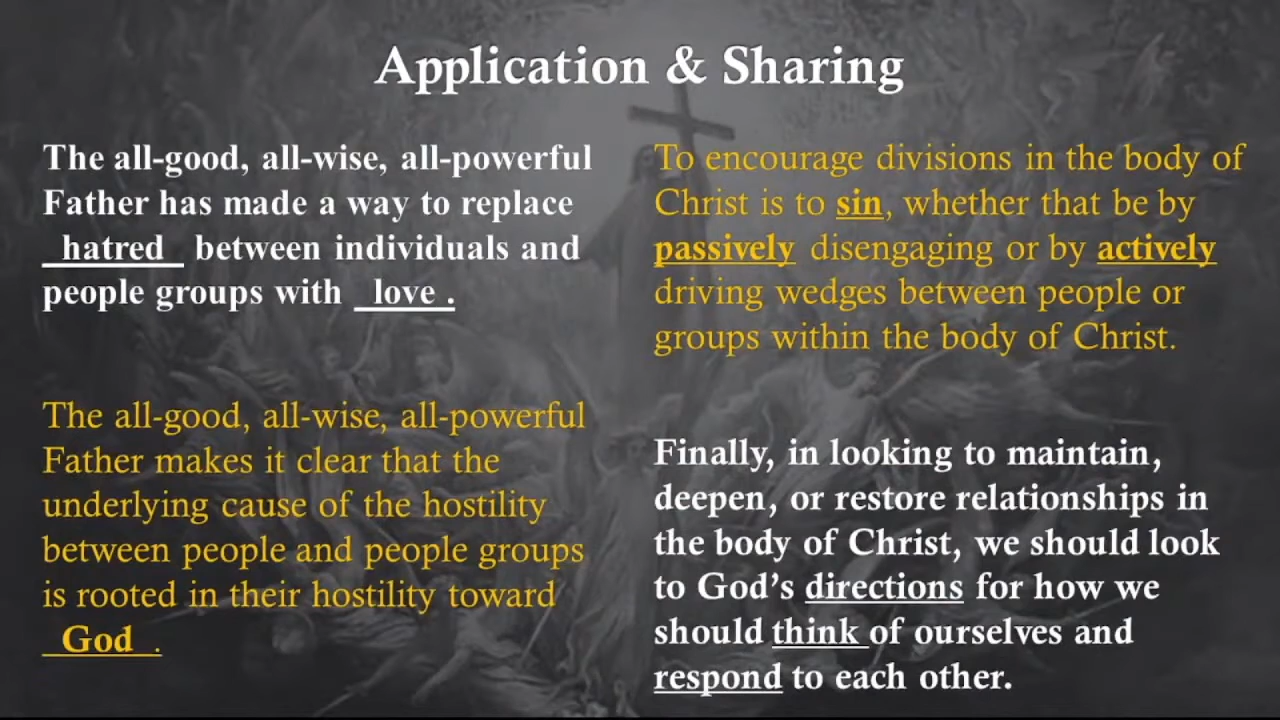 Application & Sharing
The all-good, all-wise, all-powerful
Father has made a way to replace
_hatred_ between individuals and
people groups with _love .
The all-good, all-wise, all-powerful
Father makes it clear that the
underlying cause of the hostility
between people and people groups
is rooted in their hostility toward
_God_.
To encourage divisions in the body of
Christ is to sin, whether that be by
passively disengaging or by actively
driving wedges between people or
groups within the body of Christ.
Finally, in looking to maintain,
deepen, or restore relationships in
the body of Christ, we should look
to God’s directions for how we
should think of ourselves and
respond to each other.